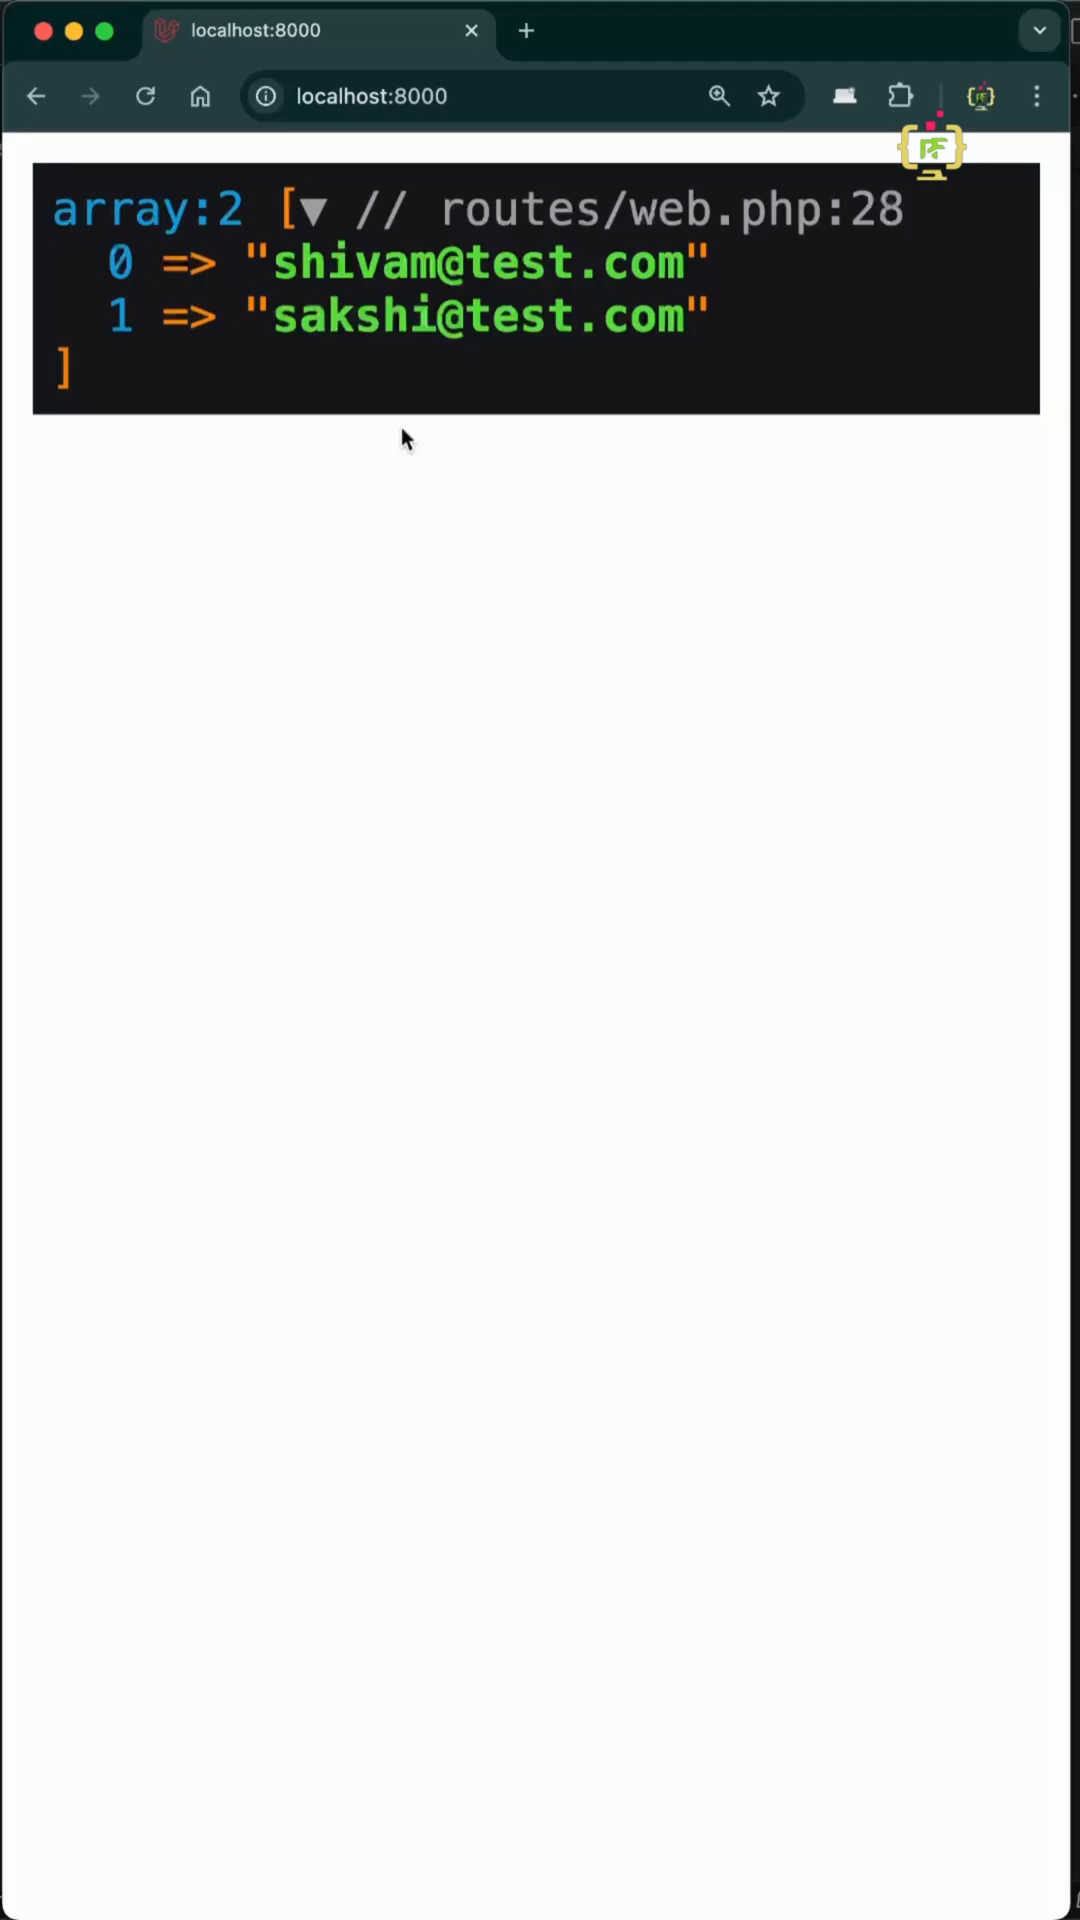 localhost:8000
localhost:8000
array:2 [▼ // routes/web.php:28
  0 => "shivam@test.com"
  1 => "sakshi@test.com"
]